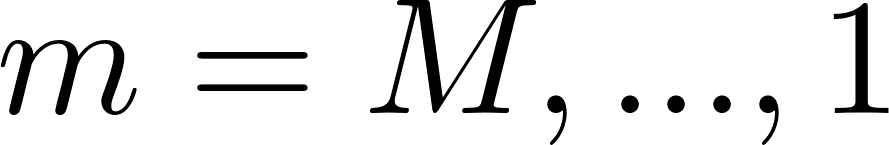 m = M, ..., 1